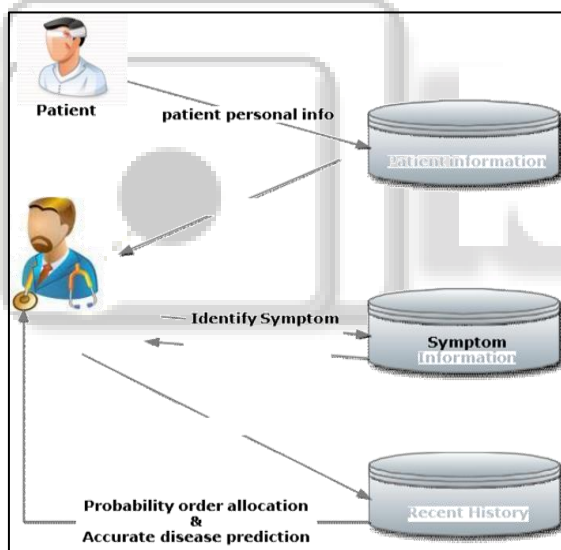 Patient
patient personal info
Patient information
Identify Symptom
Symptom
Information
Recent History
Probability order allocation
&
Accurate disease prediction